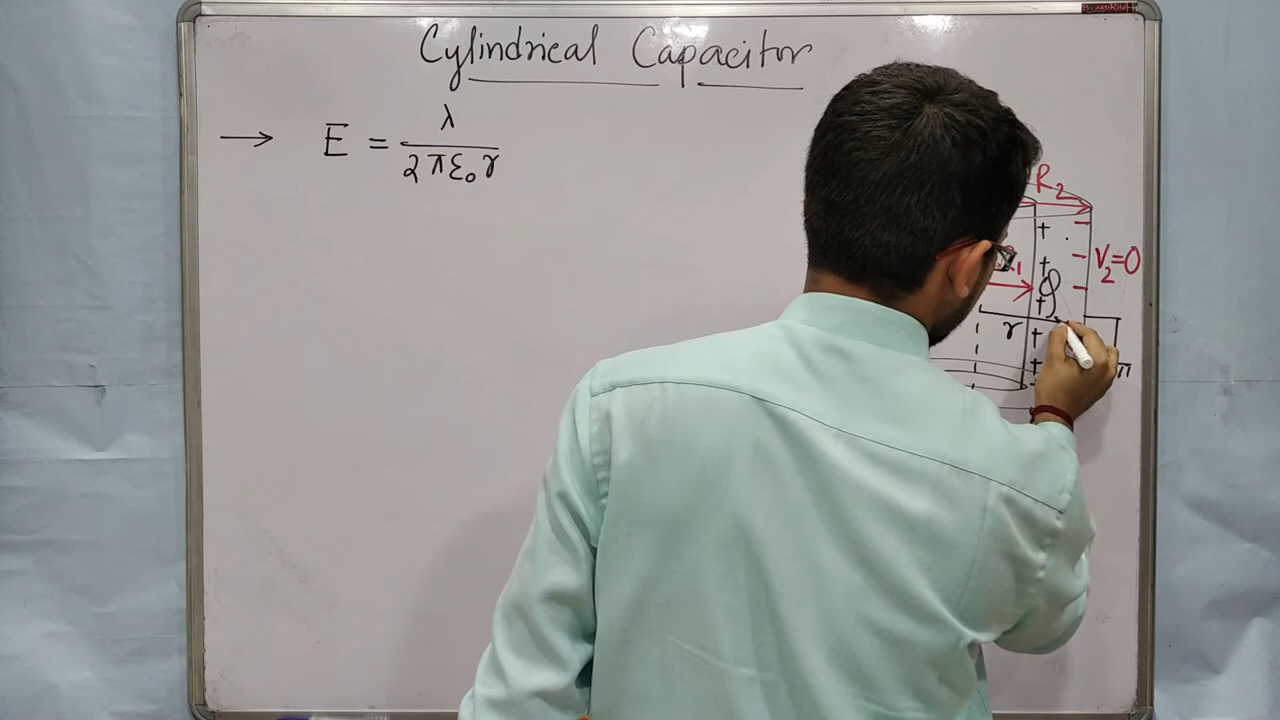 Cylindrical Capacitor
→ E = λ / 2πε₀r
R₂
+
-
+
-
V₂=0
+
-
r
+
+